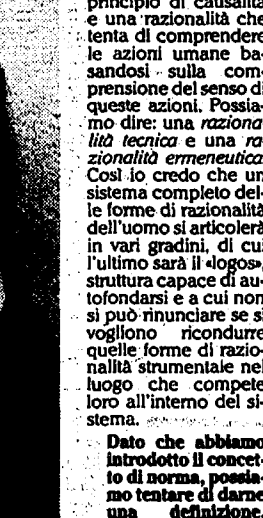 principio di causalità
e una razionalità che
tenta di comprendere
le azioni umane ba-
sandosi sulla com-
prensione del senso di
queste azioni. Possia-
mo dire: una raziona
lità tecnica e una ra-
zionalità ermeneutica
Così io credo che un
sistema completo del-
le forme di razionalità
dell'uomo si articolerà
in vari gradini, di cui
l'ultimo sarà il «logos»,
struttura capace di au-
tofondarsi e a cui non
si può rinunciare se si
vogliono ricondurre
quelle forme di razio-
nalità strumentale nel
luogo che compete
loro all'interno del si-
stema.
Dato che abbiamo
introdotto il concet-
to di norma, possia-
mo tentare di darne
una definizione.